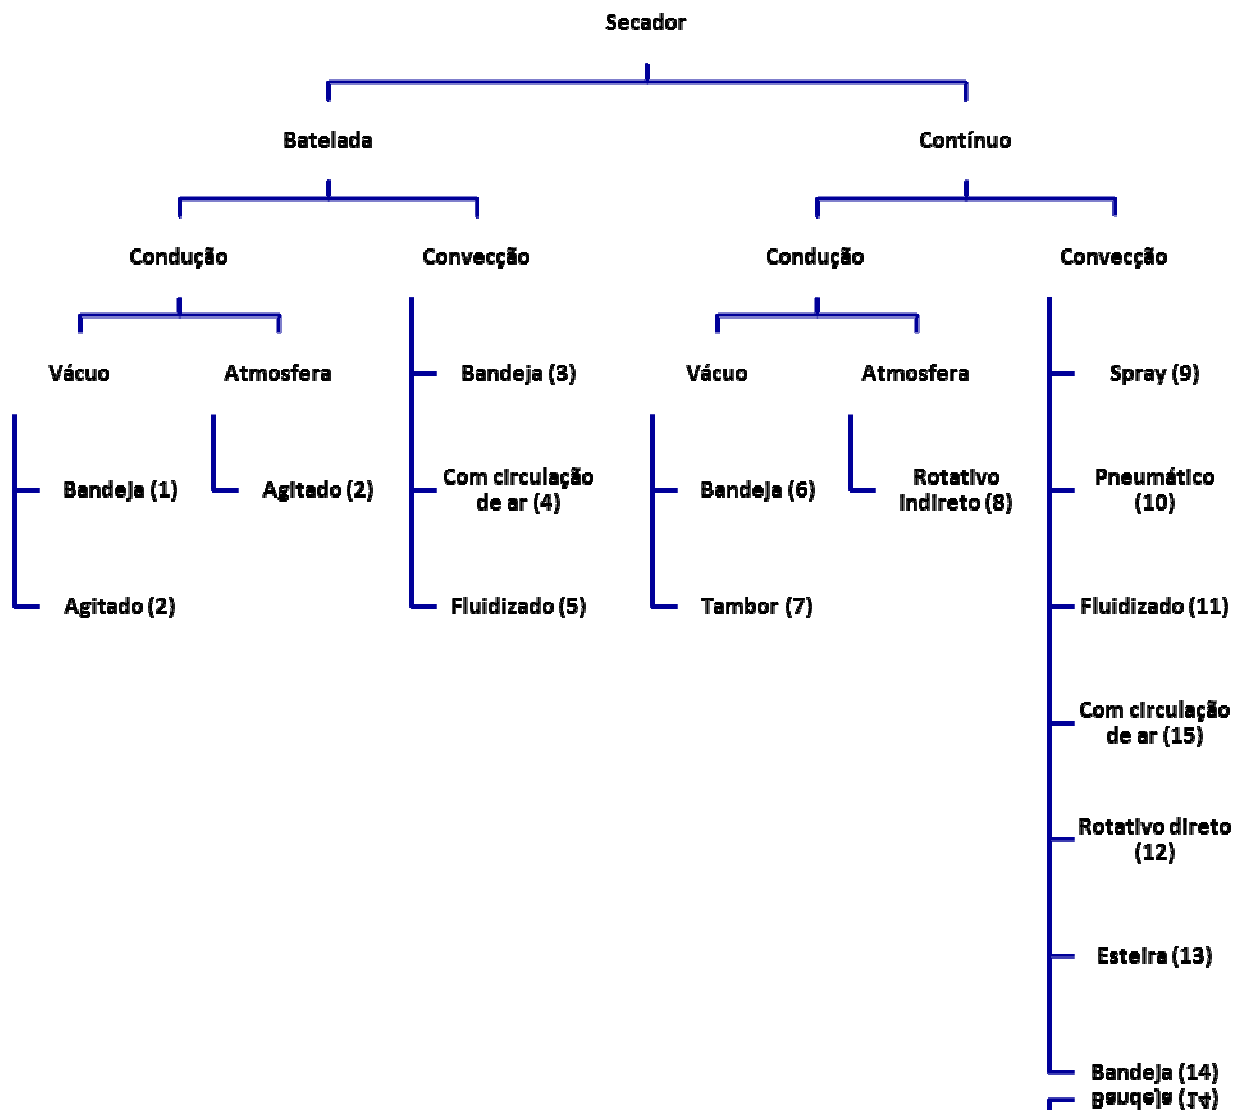 Secador
Batelada
Contínuo
Condução
Convecção
Condução
Convecção
Vácuo
Atmosfera
Bandeja (3)
Vácuo
Atmosfera
Spray (9)
Bandeja (1)
Agitado (2)
Com circulação
de ar (4)
Bandeja (6)
Rotativo
indireto (8)
Pneumático
(10)
Agitado (2)
Fluidizado (5)
Tambor (7)
Fluidizado (11)
Com circulação
de ar (15)
Rotativo direto
(12)
Esteira (13)
Bandeja (14)